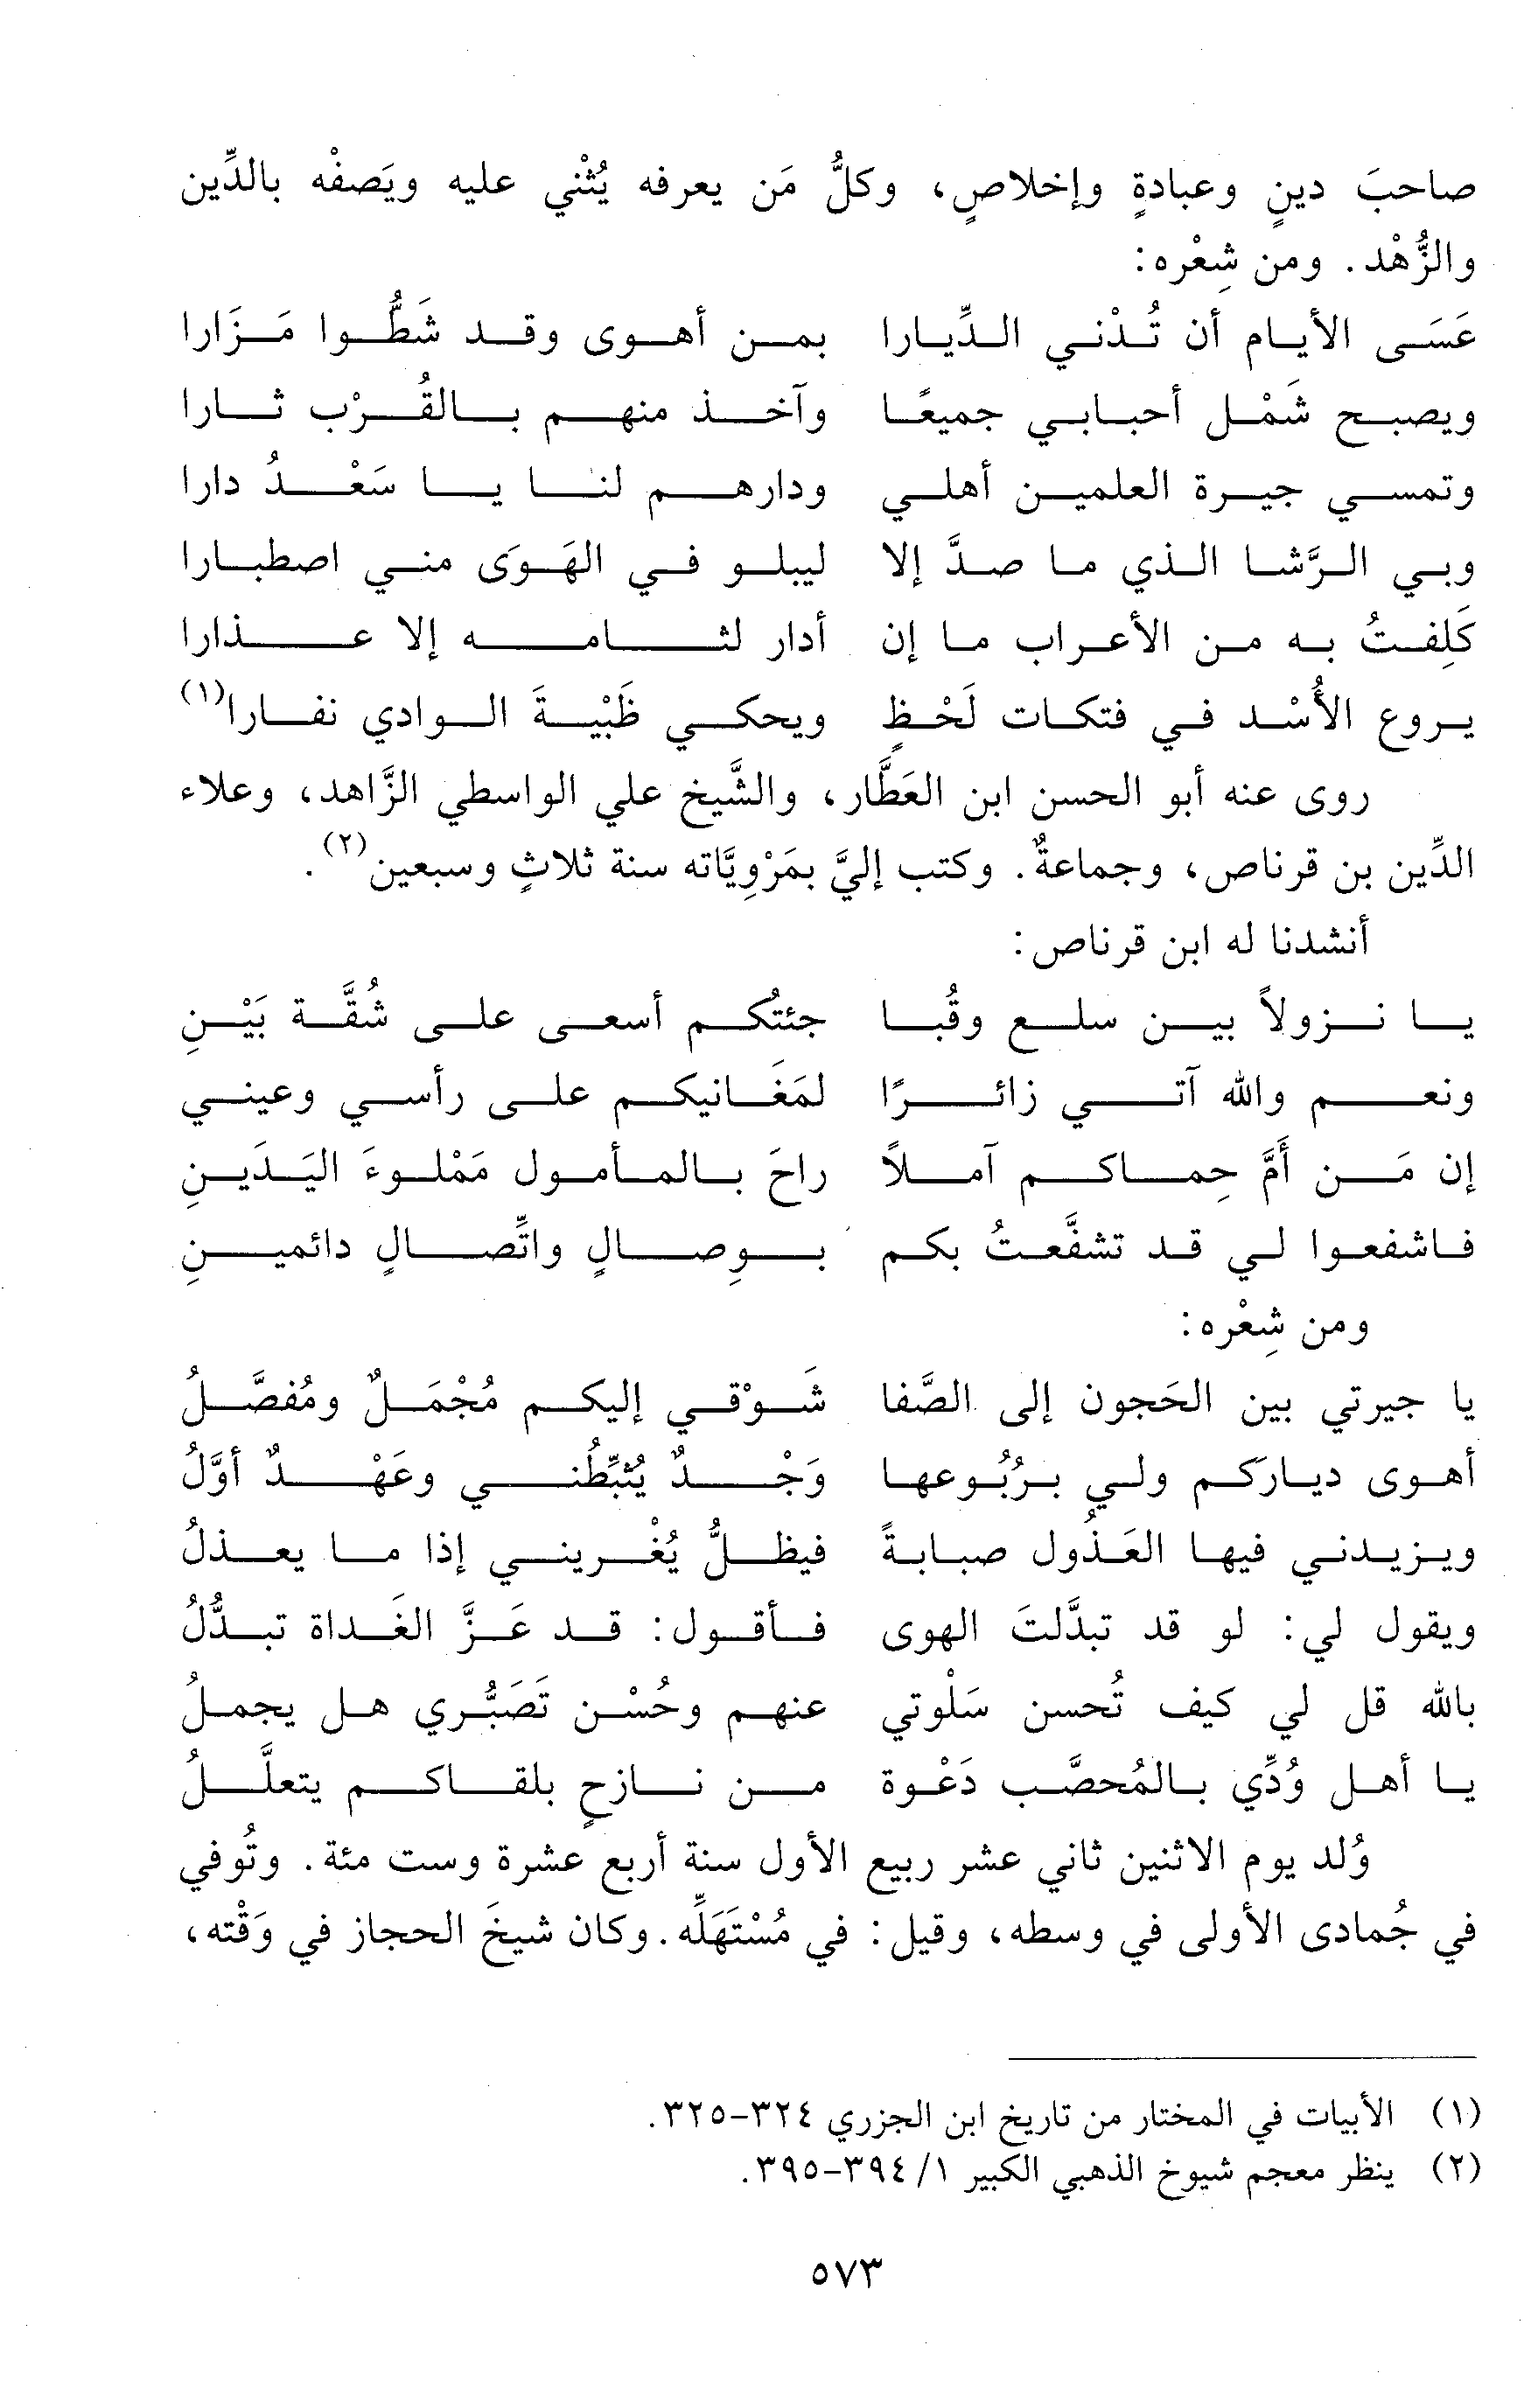 صاحبَ دينٍ وعبادةٍ وإخلاصٍ، وكلُّ مَن يعرفه يُثْني عليه ويَصفْه بالدِّين
والزُّهْد. ومن شِعْره:
عَسَى الأيام أن تُدْني الدِّيارا بمن أهوى وقد شَطُّوا مَزَارا
ويصبح شَمْل أحبابي جميعًا وآخذ منهم بالقُرْب ثارا
وتمسي جيرة العلمين أهلي ودارهم لنا يا سَعْدُ دارا
وبي الرَّشا الذي ما صدَّ إلا ليبلو في الهَوَى مني اصطبارا
كَلِفتُ به من الأعراب ما إن أدار لثامه إلا عذارا
يروع الأُسْد في فتكات لَحْظٍ ويحكي ظَبْيةَ الوادي نفارا(١)
روى عنه أبو الحسن ابن العَطَّار، والشَّيخ علي الواسطي الزَّاهد، وعلاء
الدِّين بن قرناص، وجماعةٌ. وكتب إليَّ بمَرْوِيَّاته سنة ثلاثٍ وسبعين(٢).
أنشدنا له ابن قرناص:
يا نزولاً بين سلع وقُبا جئتُكم أسعى على شُقَّة بَيْنِ
ونعم والله آتي زائرًا لمَغَانيكم على رأسي وعيني
إن مَن أَمَّ حِماكم آملاً راحَ بالمأمول مَمْلوءَ اليَدَينِ
فاشفعوا لي قد تشفَّعتُ بكم بوِصالٍ واتِّصالٍ دائمينِ
ومن شِعْره:
يا جيرتي بين الحَجون إلى الصَّفا شَوْقي إليكم مُجْمَلٌ ومُفصَّلُ
أهوى دياركم ولي برُبُوعها وَجْدٌ يُثبِّطُني وعَهْدٌ أوَّلُ
ويزيدني فيها العَذُول صبابةً فيظلُّ يُغْريني إذا ما يعذلُ
ويقول لي: لو قد تبدَّلتَ الهوى فأقول: قد عَزَّ الغَداة تبدُّلُ
بالله قل لي كيف تُحسن سَلْوتي عنهم وحُسْن تَصَبُّري هل يجملُ
يا أهل وُدِّي بالمُحصَّب دَعْوة من نازحٍ بلقاكم يتعلَّلُ
وُلد يوم الاثنين ثاني عشر ربيع الأول سنة أربع عشرة وست مئة. وتُوفي
في جُمادى الأولى في وسطه، وقيل: في مُسْتَهَلِّه. وكان شيخَ الحجاز في وَقْته،
(١) الأبيات في المختار من تاريخ ابن الجزري ٣٢٤-٣٢٥.
(٢) ينظر معجم شيوخ الذهبي الكبير ١/ ٣٩٤-٣٩٥.
٥٧٣